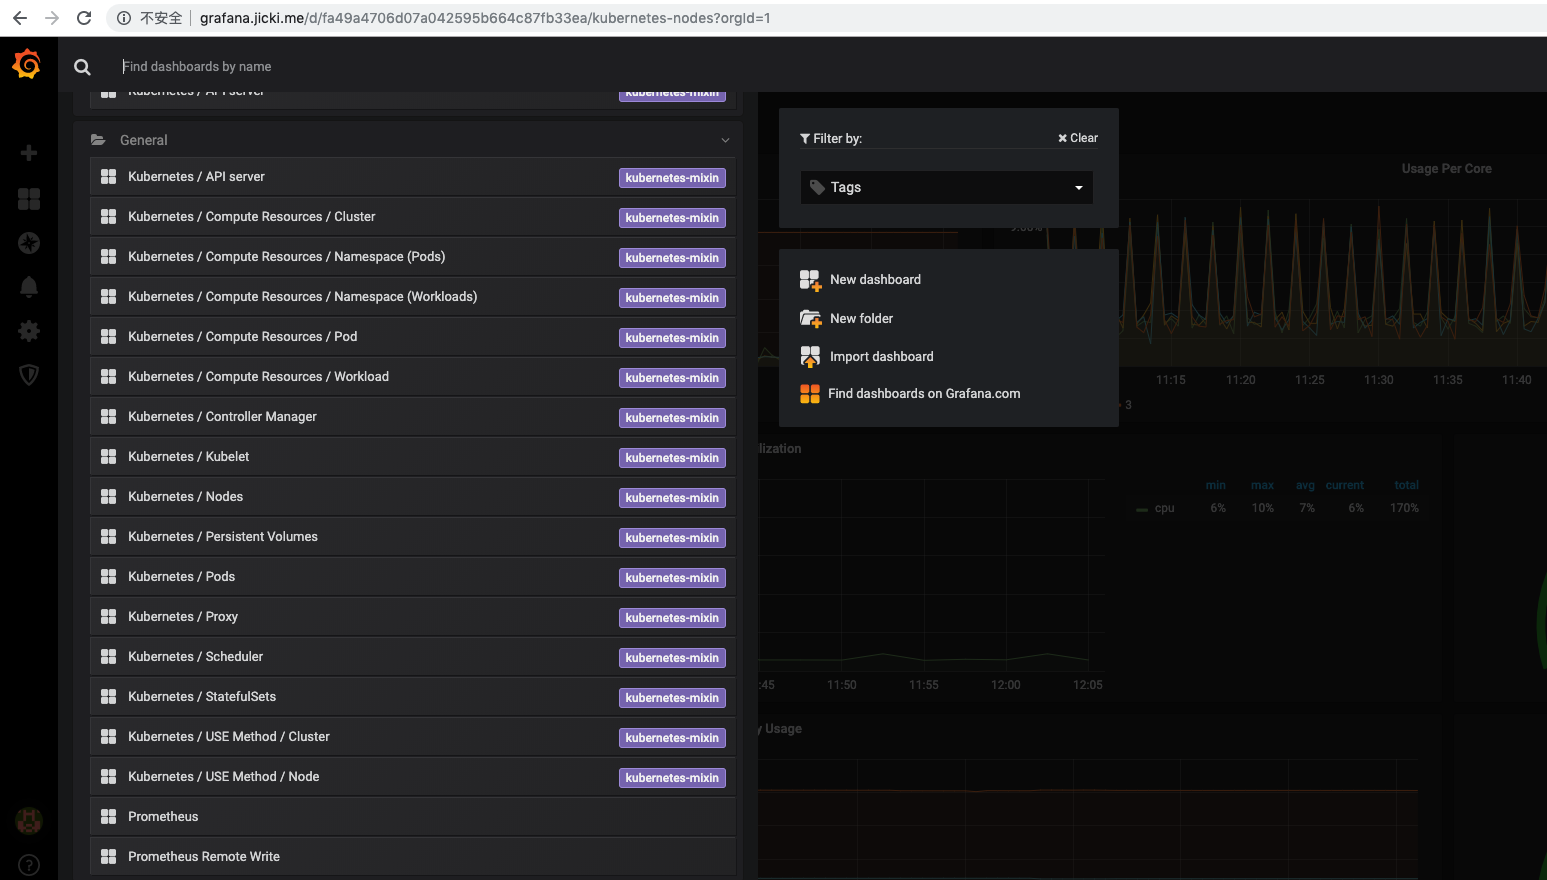 不安全 grafana.jicki.me/d/fa49a4706d07a042595b664c87fb33ea/kubernetes-nodes?orgId=1
Find dashboards by name
Kubernetes / API server kubernetes-mixin
General
Kubernetes / API server kubernetes-mixin
Kubernetes / Compute Resources / Cluster kubernetes-mixin
Kubernetes / Compute Resources / Namespace (Pods) kubernetes-mixin
Kubernetes / Compute Resources / Namespace (Workloads) kubernetes-mixin
Kubernetes / Compute Resources / Pod kubernetes-mixin
Kubernetes / Compute Resources / Workload kubernetes-mixin
Kubernetes / Controller Manager kubernetes-mixin
Kubernetes / Kubelet kubernetes-mixin
Kubernetes / Nodes kubernetes-mixin
Kubernetes / Persistent Volumes kubernetes-mixin
Kubernetes / Pods kubernetes-mixin
Kubernetes / Proxy kubernetes-mixin
Kubernetes / Scheduler kubernetes-mixin
Kubernetes / StatefulSets kubernetes-mixin
Kubernetes / USE Method / Cluster kubernetes-mixin
Kubernetes / USE Method / Node kubernetes-mixin
Prometheus
Prometheus Remote Write
Filter by: Clear
Tags
New dashboard
New folder
Import dashboard
Find dashboards on Grafana.com
Usage Per Core
11:15 11:20 11:25 11:30 11:35 11:40
3
lization
min max avg current total
cpu 6% 10% 7% 6% 170%
:45 11:50 11:55 12:00 12:05
y Usage